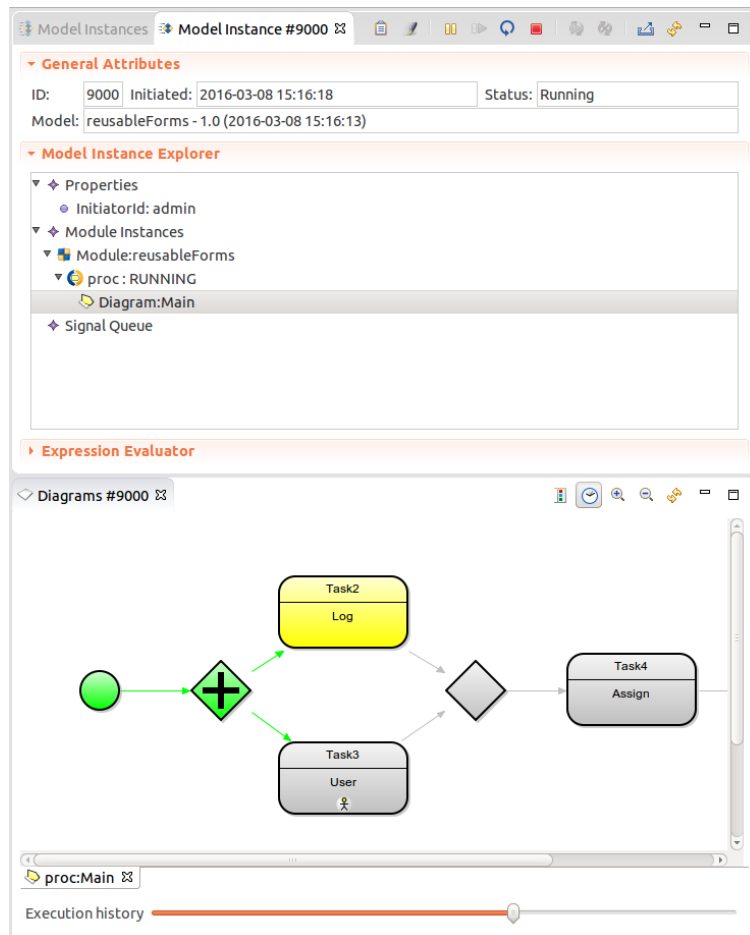 Model Instances Model Instance #9000
General Attributes
ID: 9000 Initiated: 2016-03-08 15:16:18 Status: Running
Model: reusableForms - 1.0 (2016-03-08 15:16:13)
Model Instance Explorer
Properties
InitiatorId: admin
Module Instances
Module:reusableForms
proc : RUNNING
Diagram:Main
Signal Queue
Expression Evaluator
Diagrams #9000
Task2
Log
Task4
Assign
Task3
User
proc:Main
Execution history